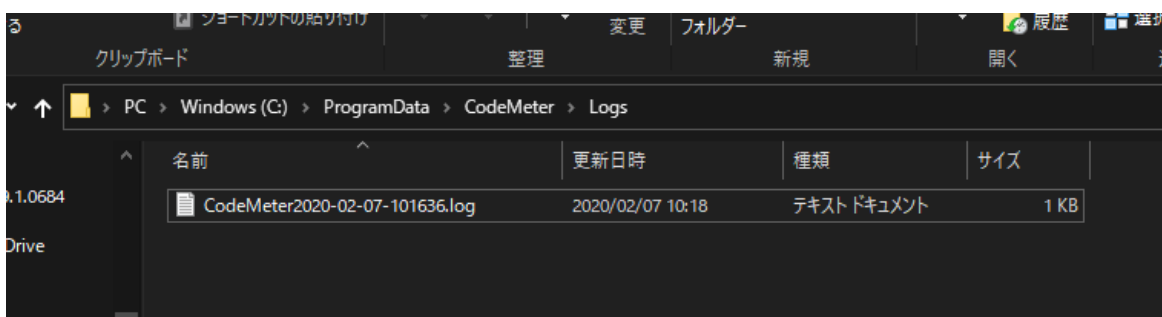 る ショートカットの貼り付け 変更 フォルダー 履歴
クリップボード 整理 新規 開く
PC > Windows (C:) > ProgramData > CodeMeter > Logs
名前 更新日時 種類 サイズ
9.1.0684
CodeMeter2020-02-07-101636.log 2020/02/07 10:18 テキスト ドキュメント 1 KB
Drive